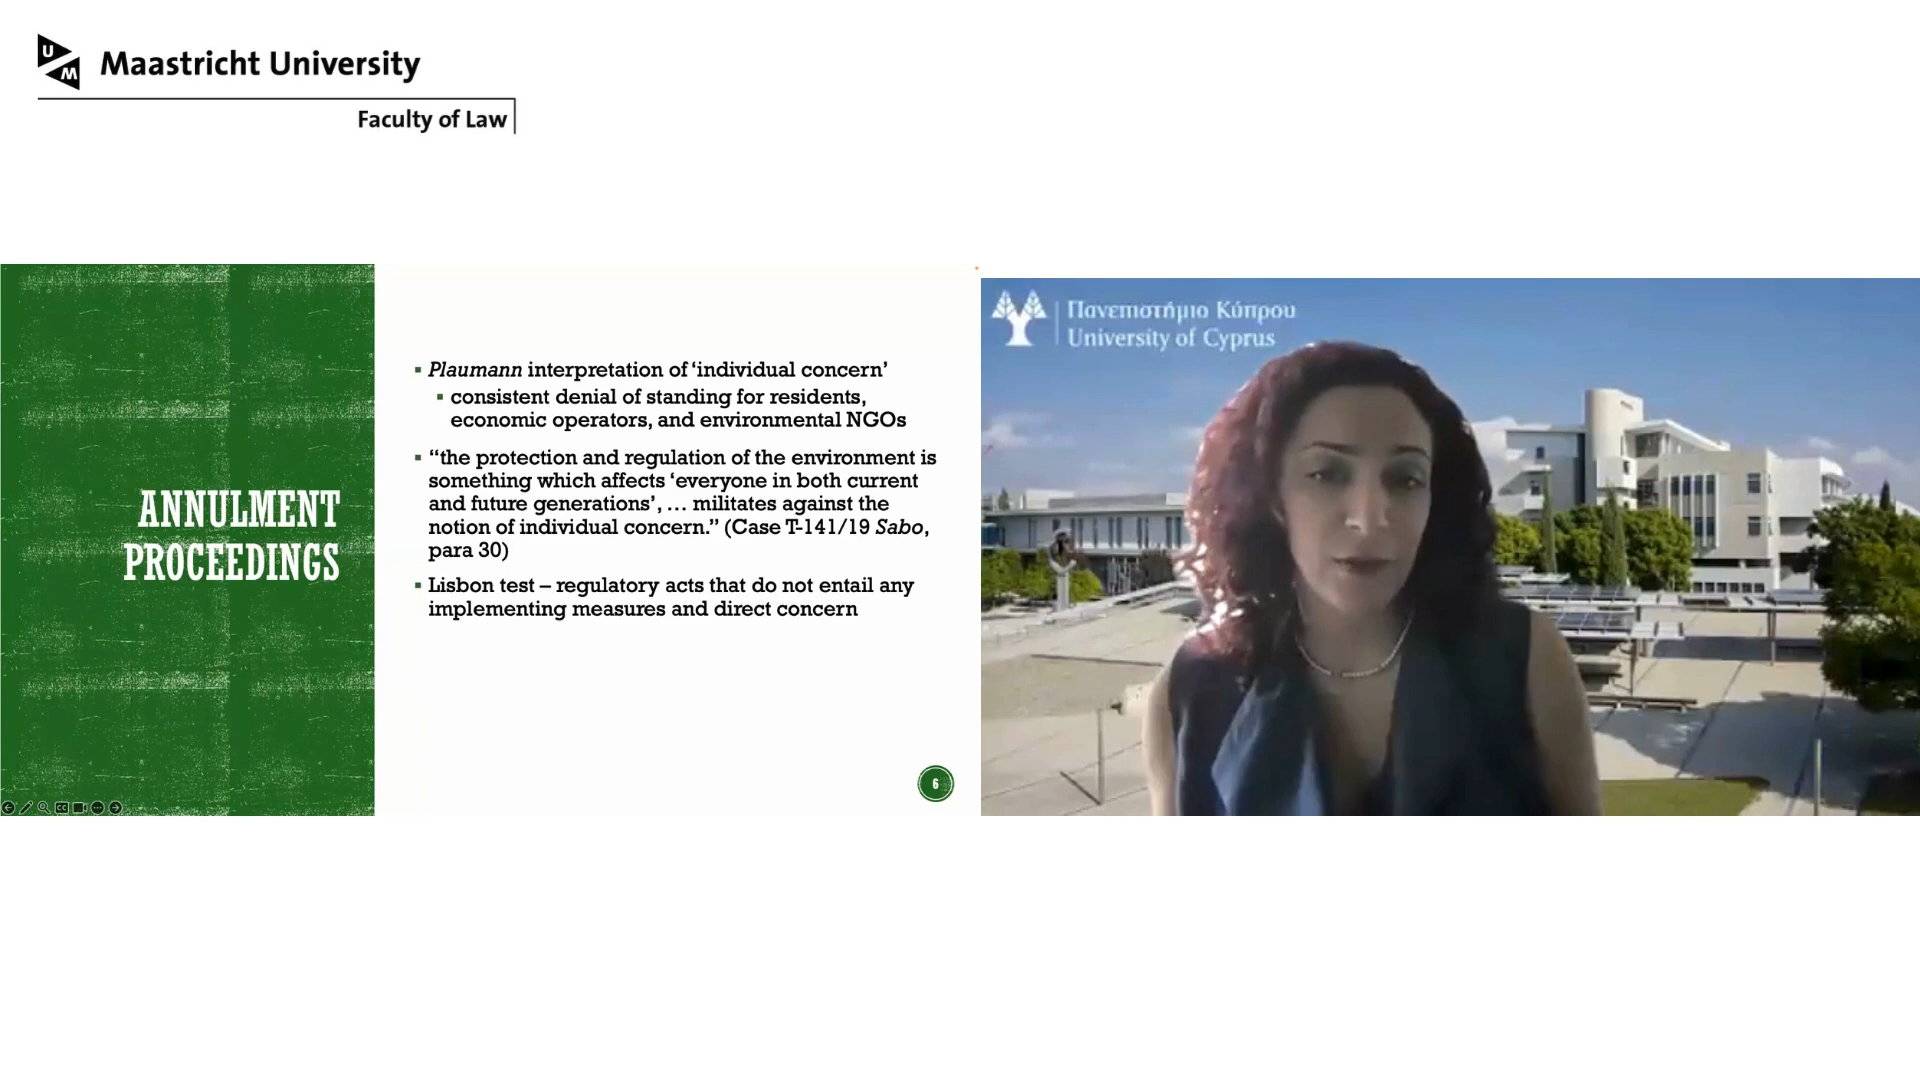 U
M
Maastricht University
Faculty of Law
ANNULMENT
PROCEEDINGS
▪ Plaumann interpretation of ‘individual concern’
▪ consistent denial of standing for residents,
economic operators, and environmental NGOs
▪ “the protection and regulation of the environment is
something which affects ‘everyone in both current
and future generations’, … militates against the
notion of individual concern.” (Case T-141/19 Sabo,
para 30)
▪ Lisbon test – regulatory acts that do not entail any
implementing measures and direct concern
6
Πανεπιστήμιο Κύπρου
University of Cyprus